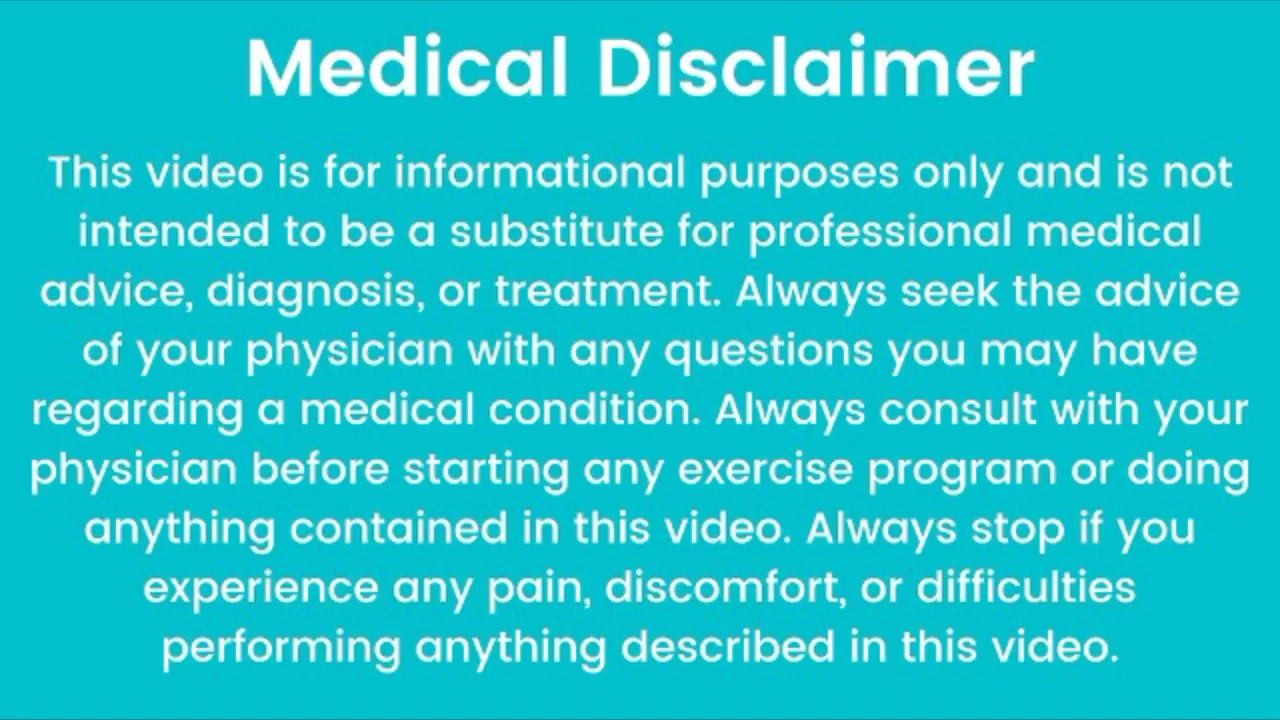 Medical Disclaimer
This video is for informational purposes only and is not
intended to be a substitute for professional medical
advice, diagnosis, or treatment. Always seek the advice
of your physician with any questions you may have
regarding a medical condition. Always consult with your
physician before starting any exercise program or doing
anything contained in this video. Always stop if you
experience any pain, discomfort, or difficulties
performing anything described in this video.